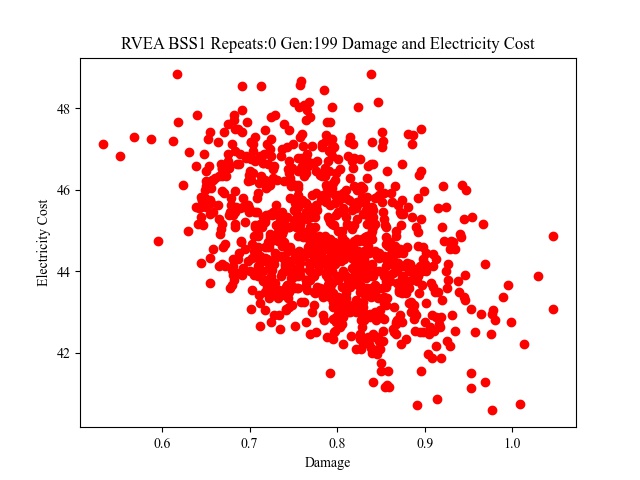 RVEA BSS1 Repeats:0 Gen:199 Damage and Electricity Cost
48
46
44
42
Electricity Cost
0.6 0.7 0.8 0.9 1.0
Damage